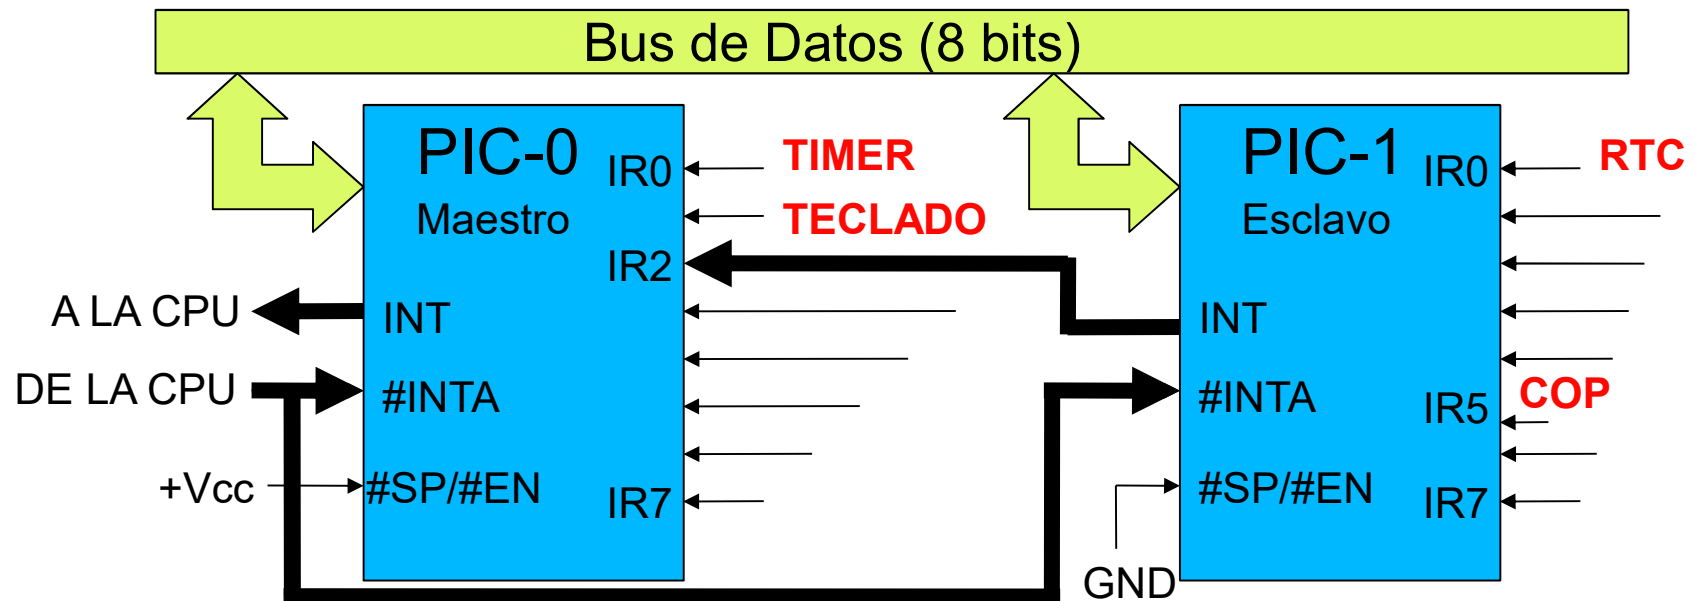 Bus de Datos (8 bits)
PIC-0
Maestro
IR0
TIMER
TECLADO
IR2
A LA CPU
INT
DE LA CPU
#INTA
+Vcc
#SP/#EN
IR7
PIC-1
Esclavo
IR0
RTC
INT
#INTA
IR5
COP
#SP/#EN
IR7
GND